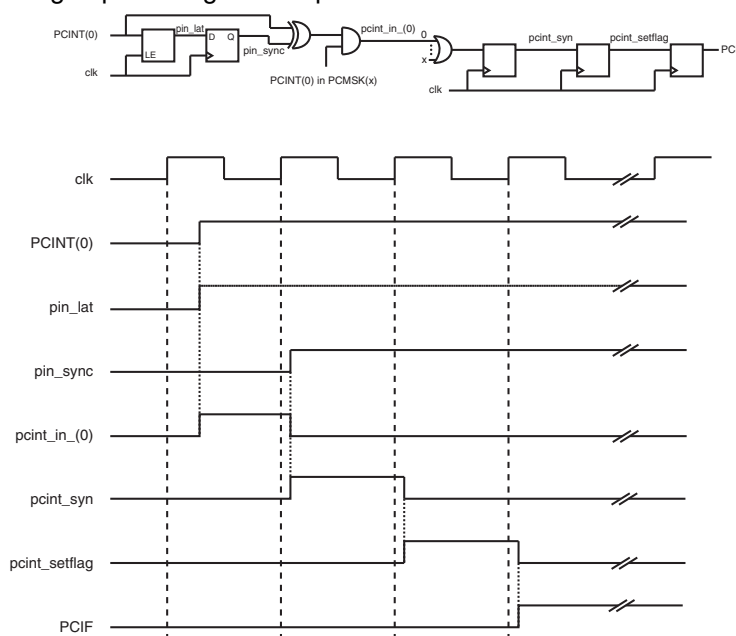 PCINT(0)
clk
LE
pin_lat
D Q
pin_sync
PCINT(0) in PCMSK(x)
pcint_in_(0)
0
x
clk
pcint_syn
pcint_setflag
PC
clk
PCINT(0)
pin_lat
pin_sync
pcint_in_(0)
pcint_syn
pcint_setflag
PCIF